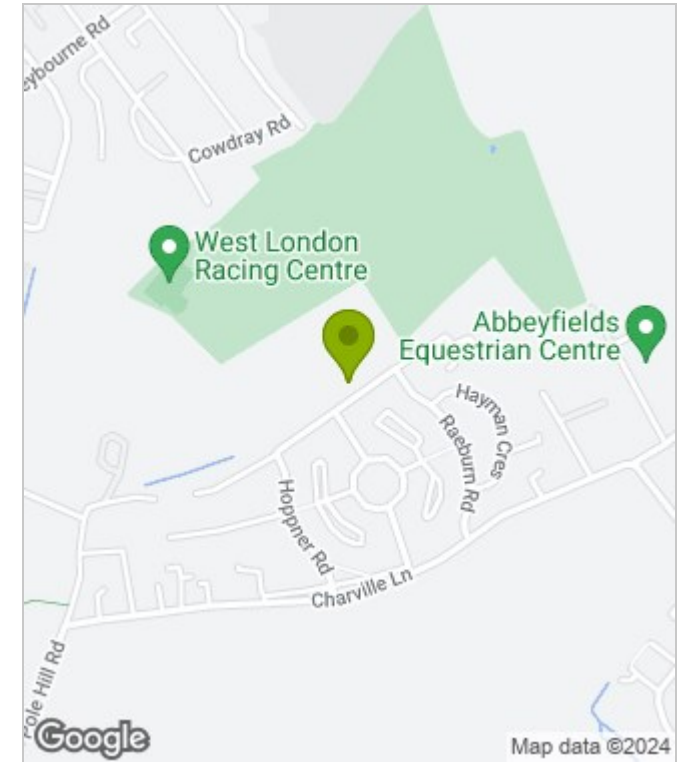 eybourne Rd
Cowdray Rd
West London
Racing Centre
Abbeyfields
Equestrian Centre
Hayman Cres
Raeburn Rd
Hoppner Rd
Charville Ln
Pole Hill Rd
Google
Map data ©2024